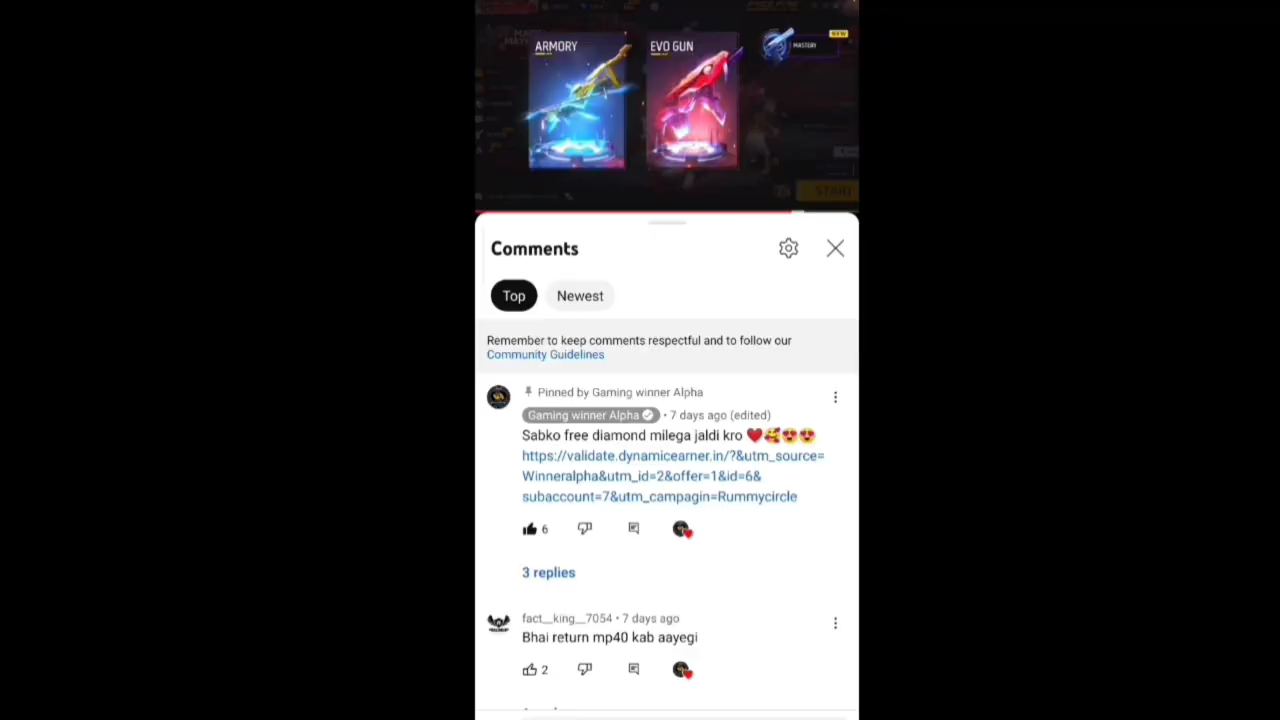 ARMORY
EVO GUN
MASTERY
NEW
START
Comments
Top
Newest
Remember to keep comments respectful and to follow our
Community Guidelines
Pinned by Gaming winner Alpha
Gaming winner Alpha • 7 days ago (edited)
Sabko free diamond milega jaldi kro ❤️🥰😍😍
https://validate.dynamicearner.in/?&utm_source=
Winneralpha&utm_id=2&offer=1&id=6&
subaccount=7&utm_campagin=Rummycircle
6
3 replies
fact__king__7054 • 7 days ago
Bhai return mp40 kab aayegi
2